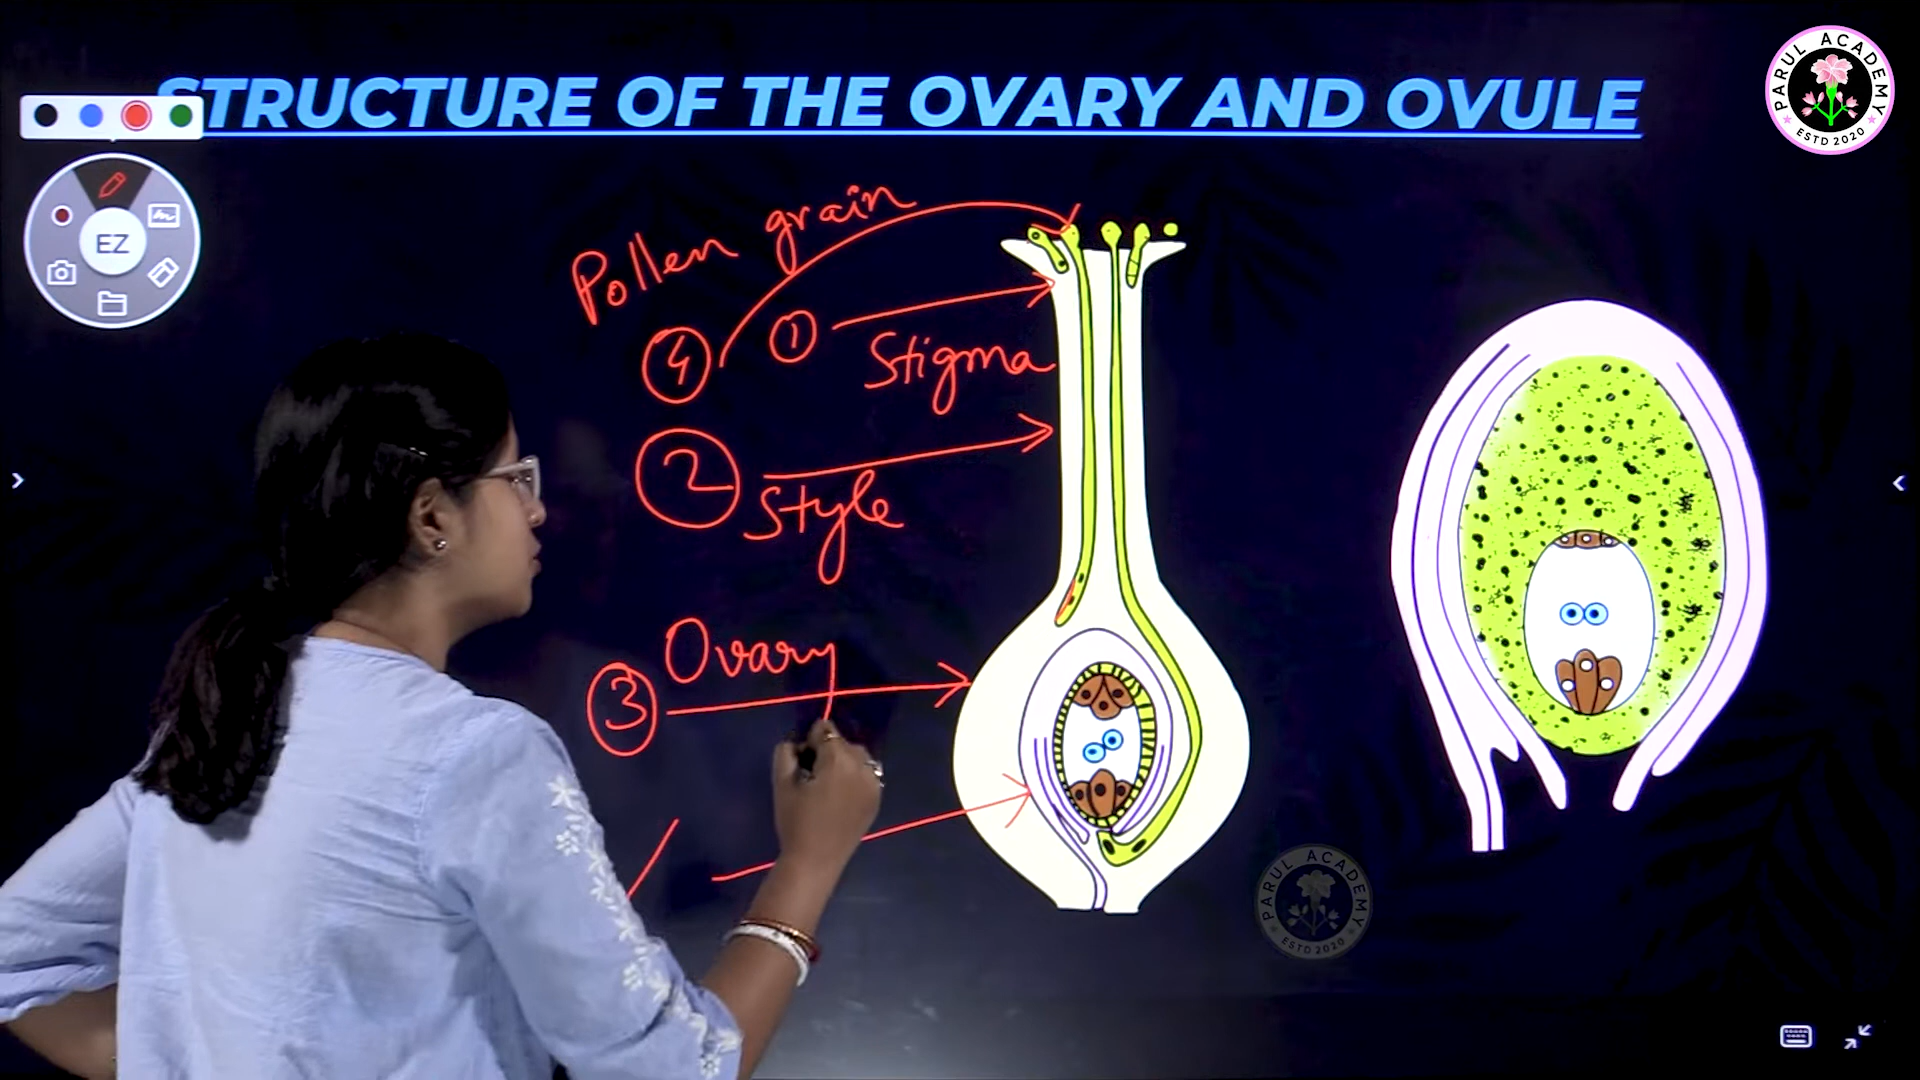 STRUCTURE OF THE OVARY AND OVULE
PARUL ACADEMY
ESTD 2020
EZ
Pollen grain
4
1
Stigma
2
Style
Ovary
3
PARUL ACADEMY
ESTD 2020